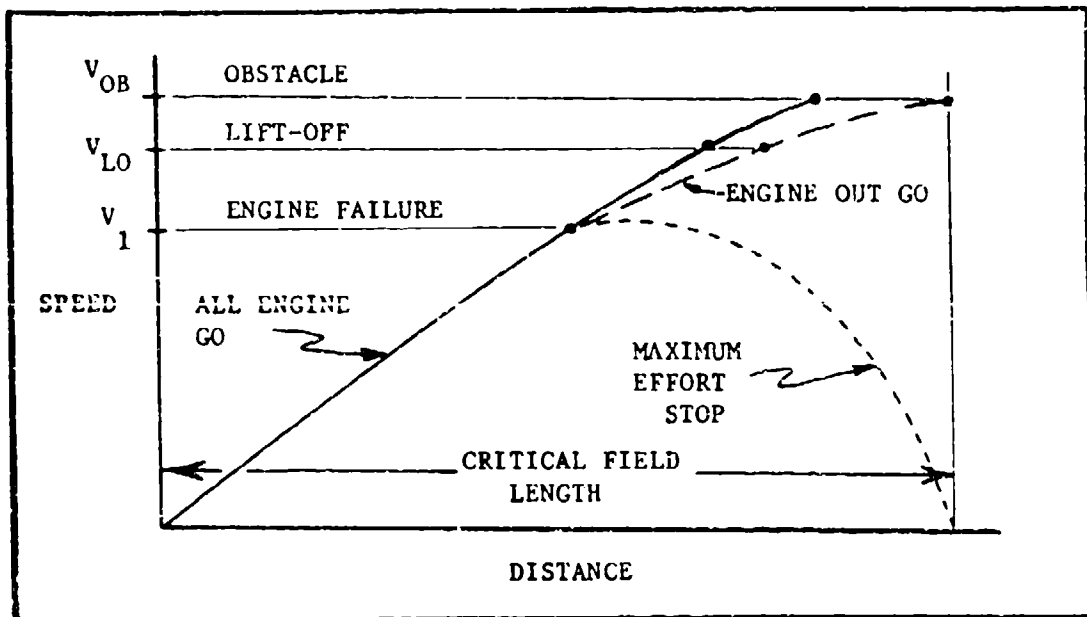 V_OB OBSTACLE
V_LO LIFT-OFF
ENGINE OUT GO
V_1 ENGINE FAILURE
SPEED
ALL ENGINE
GO
MAXIMUM
EFFORT
STOP
CRITICAL FIELD
LENGTH
DISTANCE